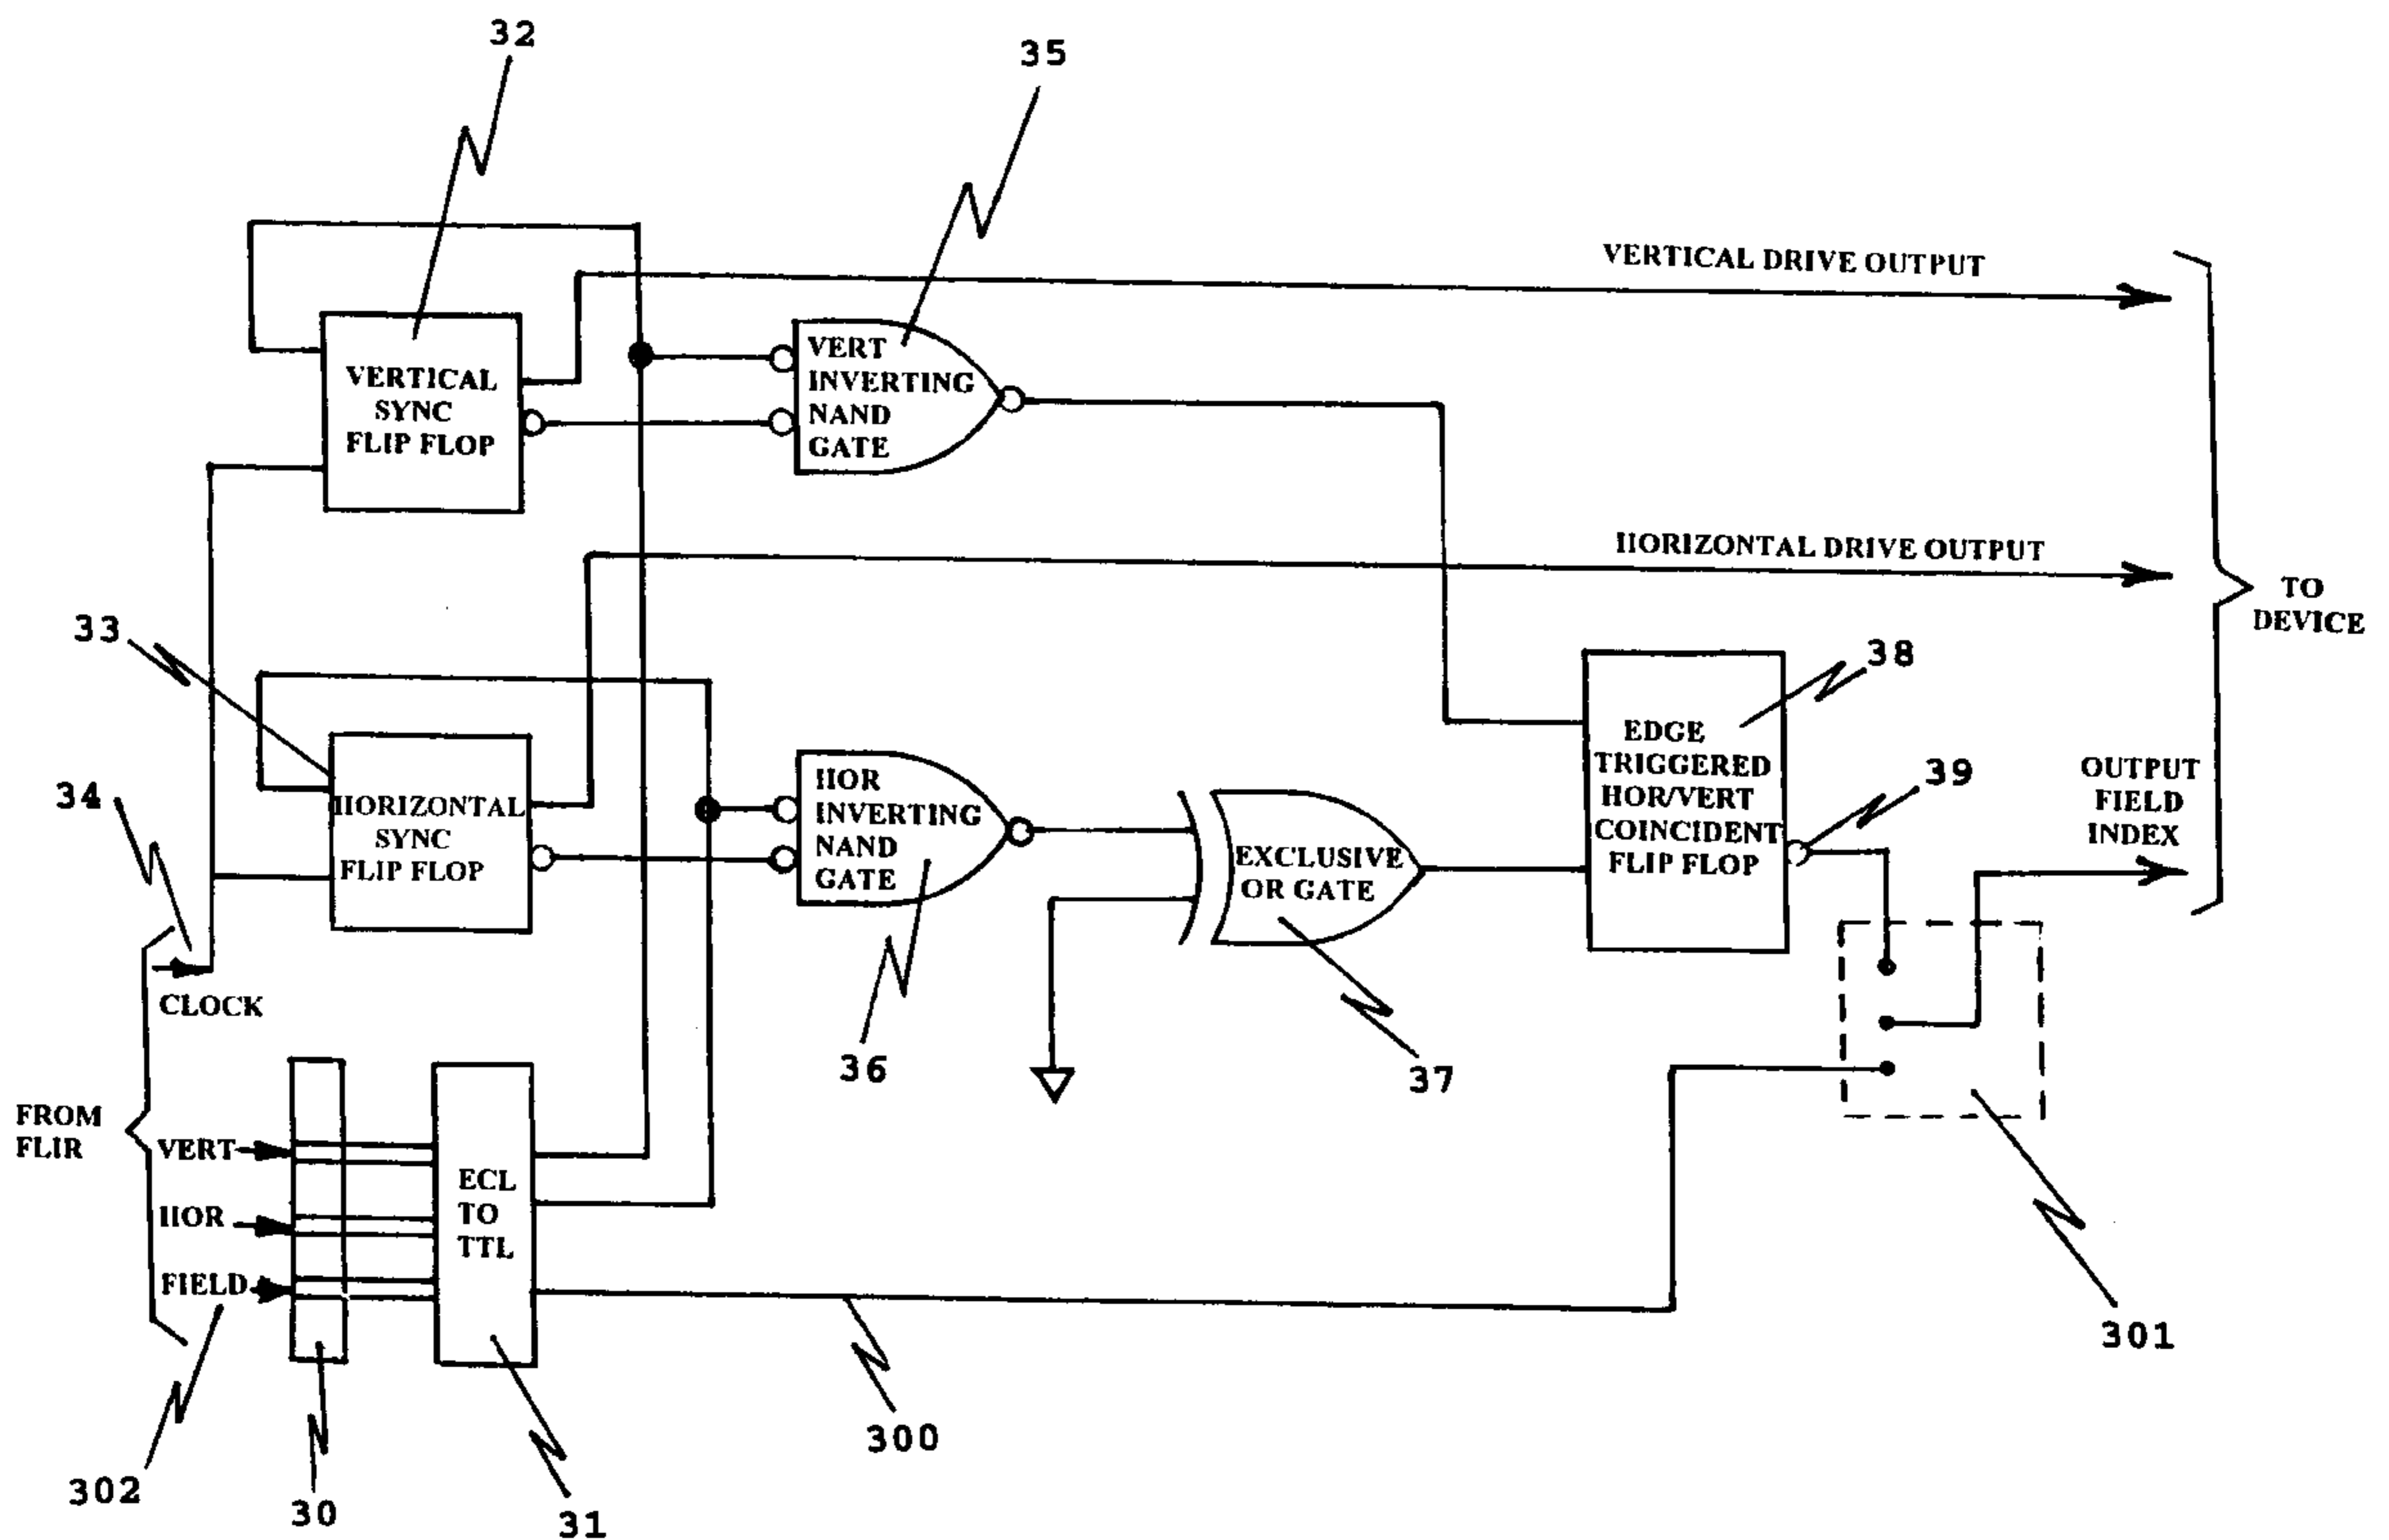 32
35
VERTICAL DRIVE OUTPUT
VERT
INVERTING
NAND
GATE
VERTICAL
SYNC
FLIP FLOP
HORIZONTAL DRIVE OUTPUT
TO
DEVICE
33
38
EDGE
TRIGGERED
HOR/VERT
COINCIDENT
FLIP FLOP
39
OUTPUT
FIELD
INDEX
34
HORIZONTAL
SYNC
FLIP FLOP
HOR
INVERTING
NAND
GATE
EXCLUSIVE
OR GATE
CLOCK
36
37
FROM
FLIR
VERT
HOR
FIELD
ECL
TO
TTL
301
300
302
30
31